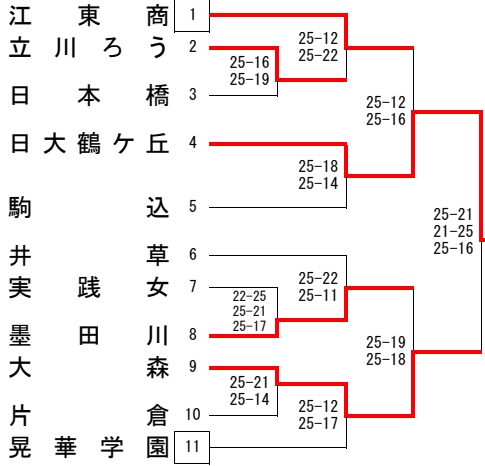 江東商 1
立川ろう 2
日本橋 3
日大鶴ケ丘 4
駒込 5
井草 6
実践女 7
墨田川 8
大森 9
片倉 10
晃華学園 11
25-16
25-19
25-12
25-22
25-18
25-14
25-12
25-16
22-25
25-21
25-17
25-22
25-11
25-21
25-14
25-12
25-17
25-19
25-18
25-21
21-25
25-16